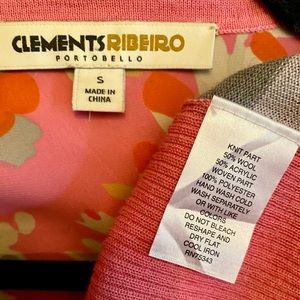 CLEMENTS RIBEIRO
PORTOBELLO
S
MADE IN
CHINA
KNIT PART
50% WOOL
50% ACRYLIC
WOVEN PART
100% POLYESTER
HAND WASH COLD
WASH SEPARATELY
OR WITH LIKE
COLORS
DO NOT BLEACH
RESHAPE AND
DRY FLAT
COOL IRON
RN75343